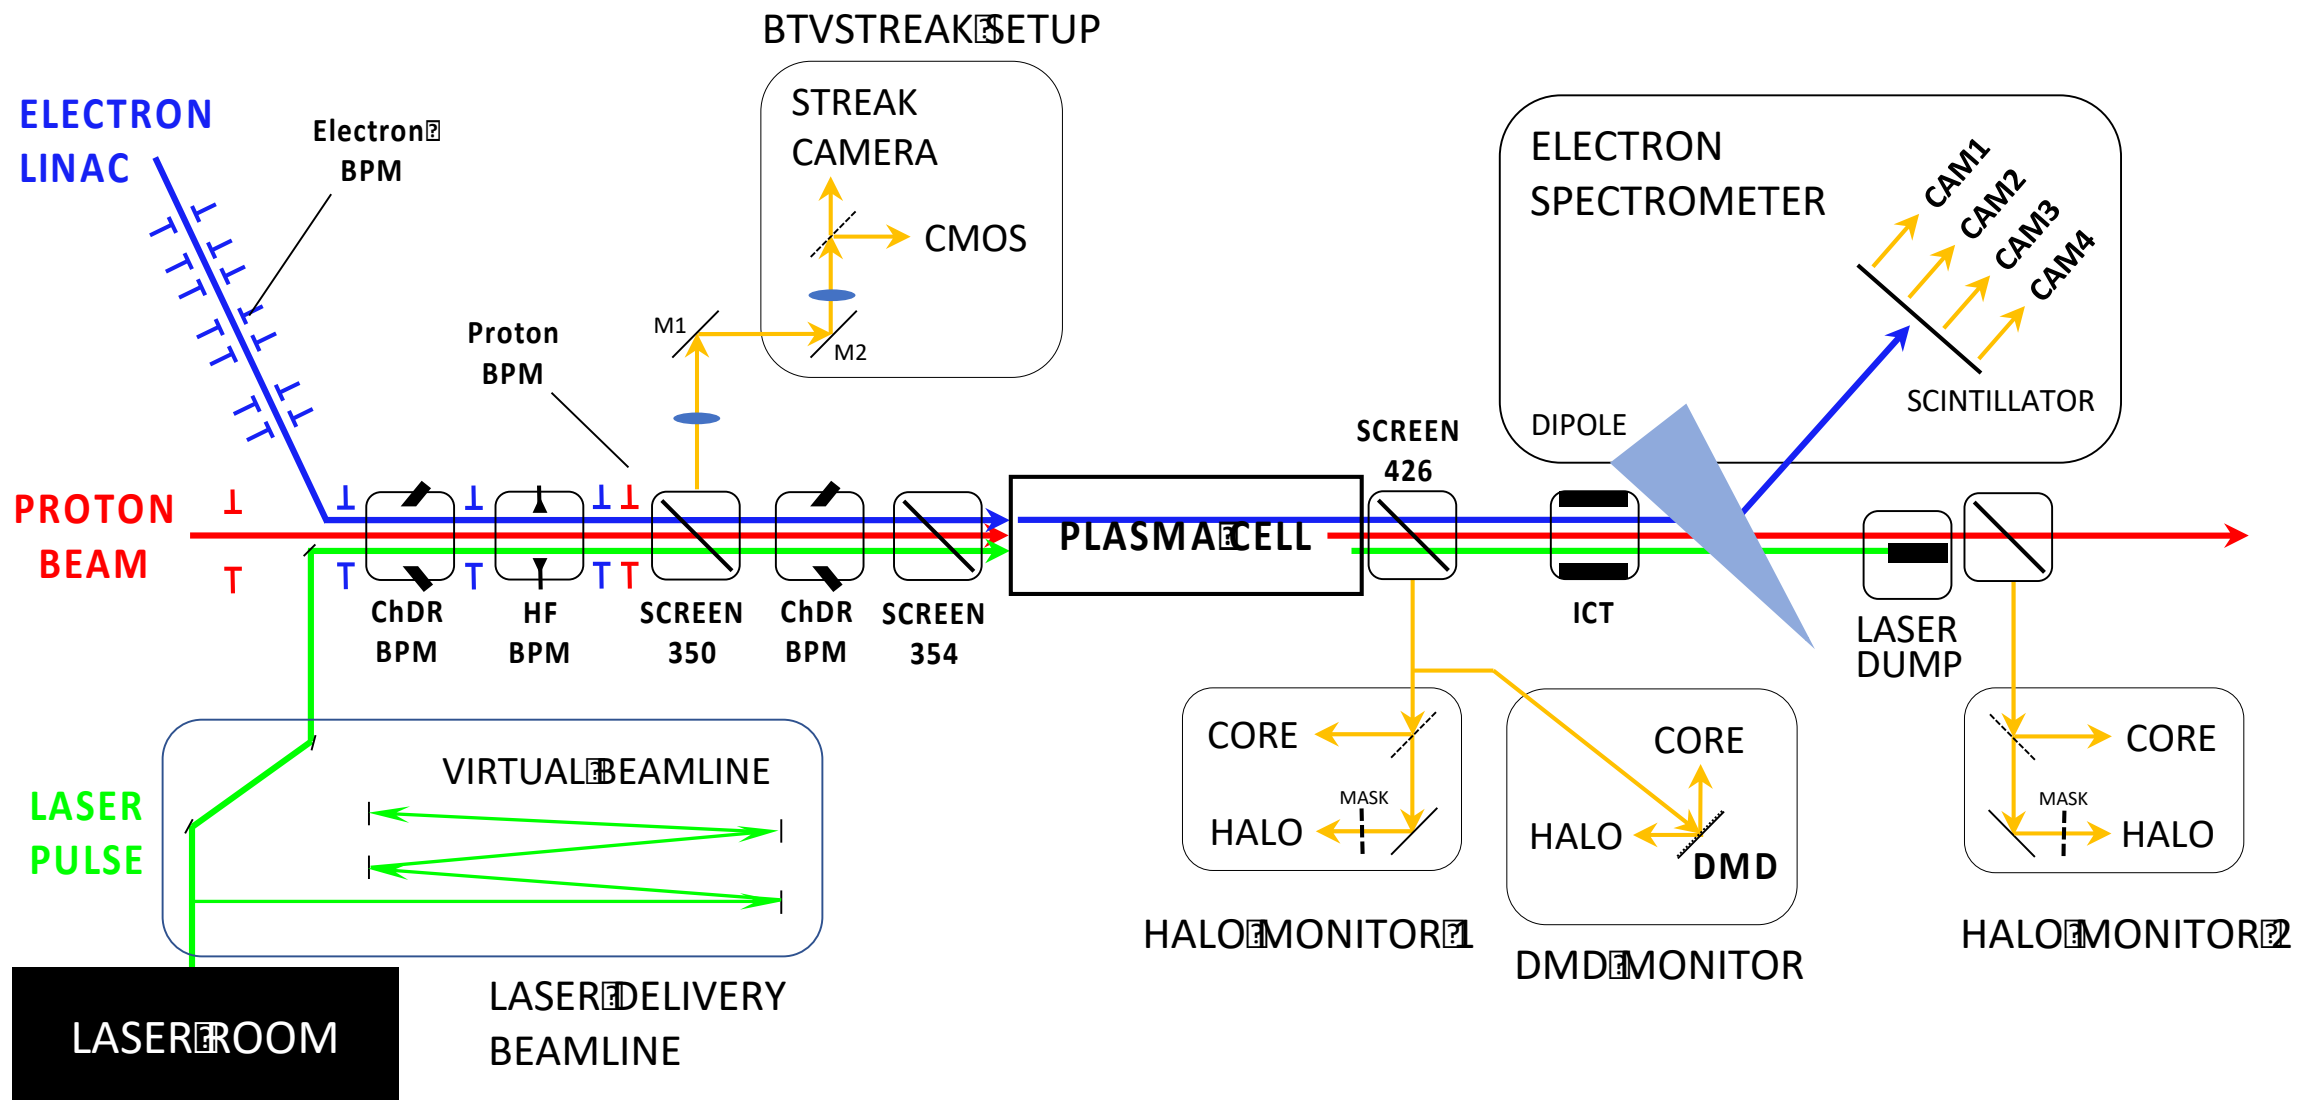 BTVSTREAK SETUP
STREAK
CAMERA
CMOS
M1
M2
ELECTRON
LINAC
Electron
BPM
Proton
BPM
ELECTRON
SPECTROMETER
CAM1
CAM2
CAM3
CAM4
SCINTILLATOR
DIPOLE
SCREEN
426
PROTON
BEAM
PLASMA CELL
ChDR
BPM
HF
BPM
SCREEN
350
ChDR
BPM
SCREEN
354
ICT
LASER
DUMP
VIRTUAL BEAMLINE
LASER
PULSE
CORE
MASK
HALO
CORE
HALO
DMD
CORE
MASK
HALO
HALO MONITOR 1
DMD MONITOR
HALO MONITOR 2
LASER DELIVERY
BEAMLINE
LASER ROOM